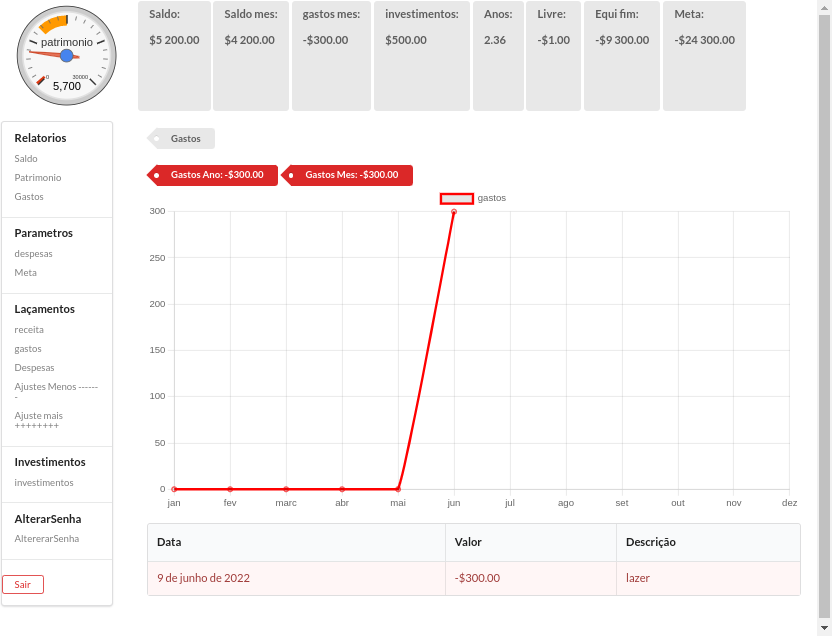 patrimonio
0
30000
5,700
Saldo:
$5 200.00
Saldo mes:
$4 200.00
gastos mes:
-$300.00
investimentos:
$500.00
Anos:
2.36
Livre:
-$1.00
Equi fim:
-$9 300.00
Meta:
-$24 300.00
Relatorios
Saldo
Patrimonio
Gastos
Parametros
despesas
Meta
Laçamentos
receita
gastos
Despesas
Ajustes Menos ------
-
Ajuste mais
++++++++
Investimentos
investimentos
AlterarSenha
AltererarSenha
Sair
Gastos
Gastos Ano: -$300.00
Gastos Mes: -$300.00
gastos
300
250
200
150
100
50
0
jan fev marc abr mai jun jul ago set out nov dez
Data Valor Descrição
9 de junho de 2022 -$300.00 lazer